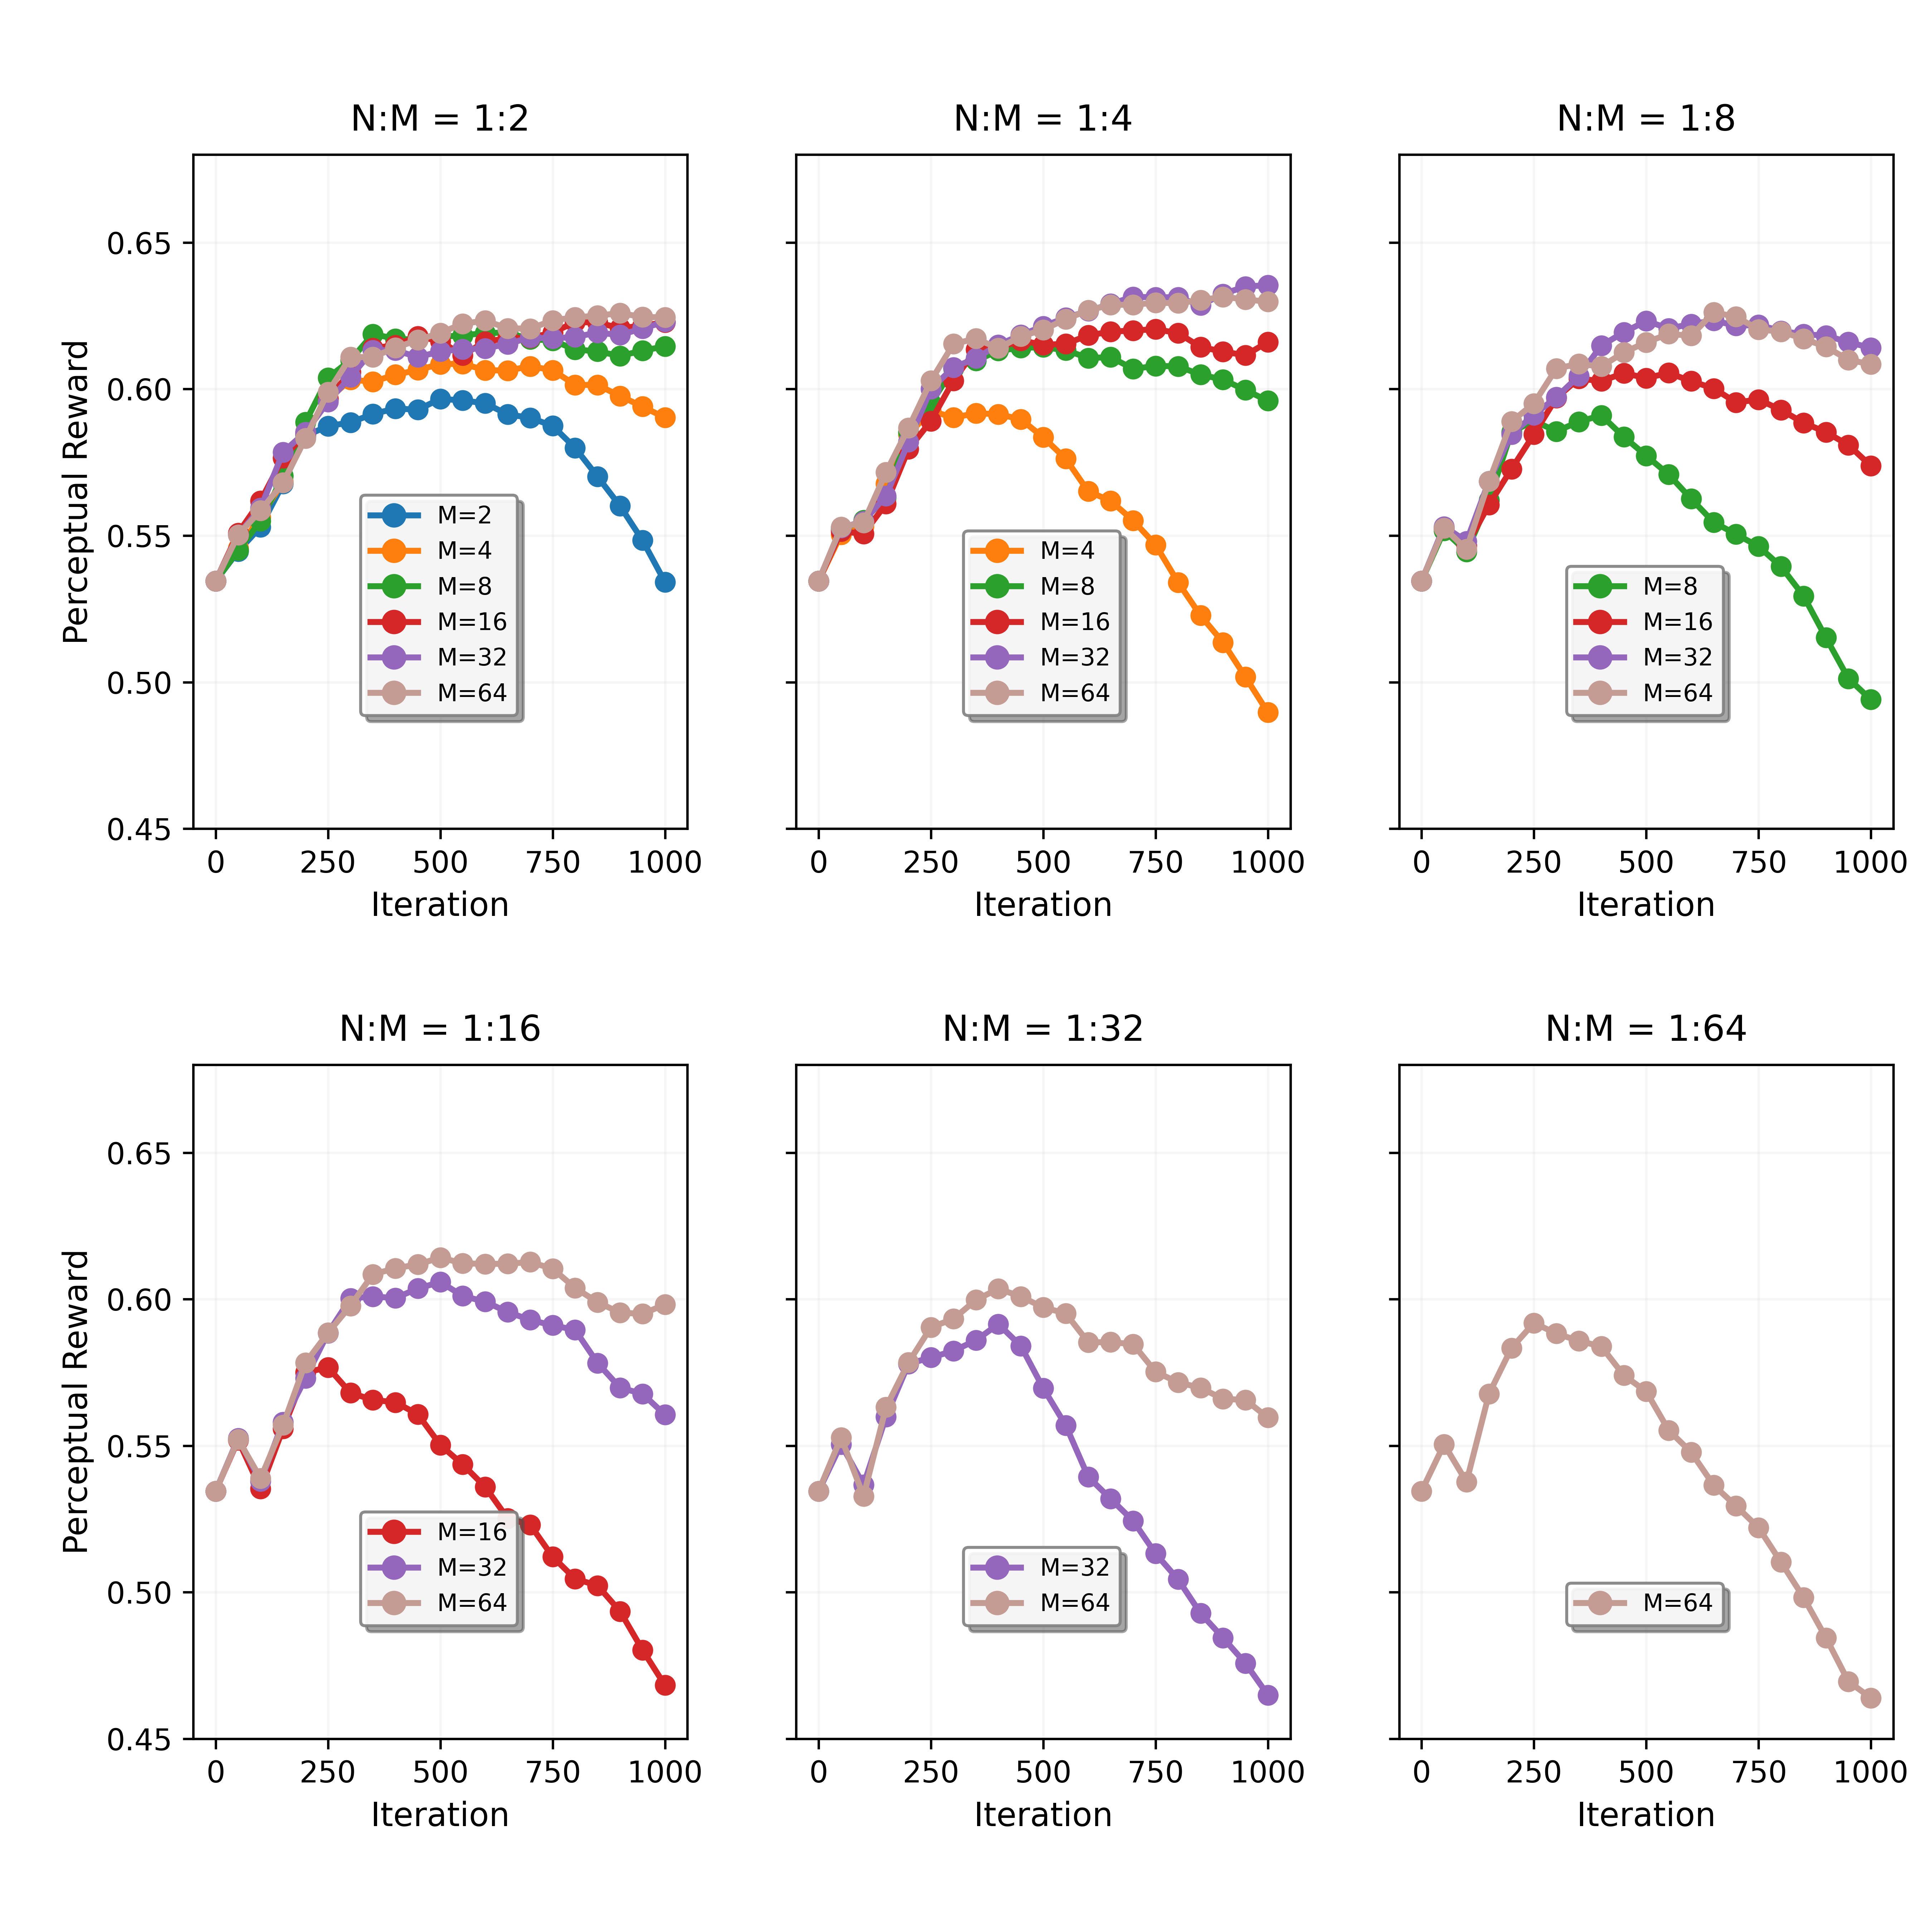 N:M = 1:2
N:M = 1:4
N:M = 1:8
Perceptual Reward
0.65
0.60
0.55
0.50
0.45
M=2
M=4
M=8
M=16
M=32
M=64
M=4
M=8
M=16
M=32
M=64
M=8
M=16
M=32
M=64
0 250 500 750 1000
0 250 500 750 1000
0 250 500 750 1000
Iteration
Iteration
Iteration
N:M = 1:16
N:M = 1:32
N:M = 1:64
Perceptual Reward
0.65
0.60
0.55
0.50
0.45
M=16
M=32
M=64
M=32
M=64
M=64
0 250 500 750 1000
0 250 500 750 1000
0 250 500 750 1000
Iteration
Iteration
Iteration